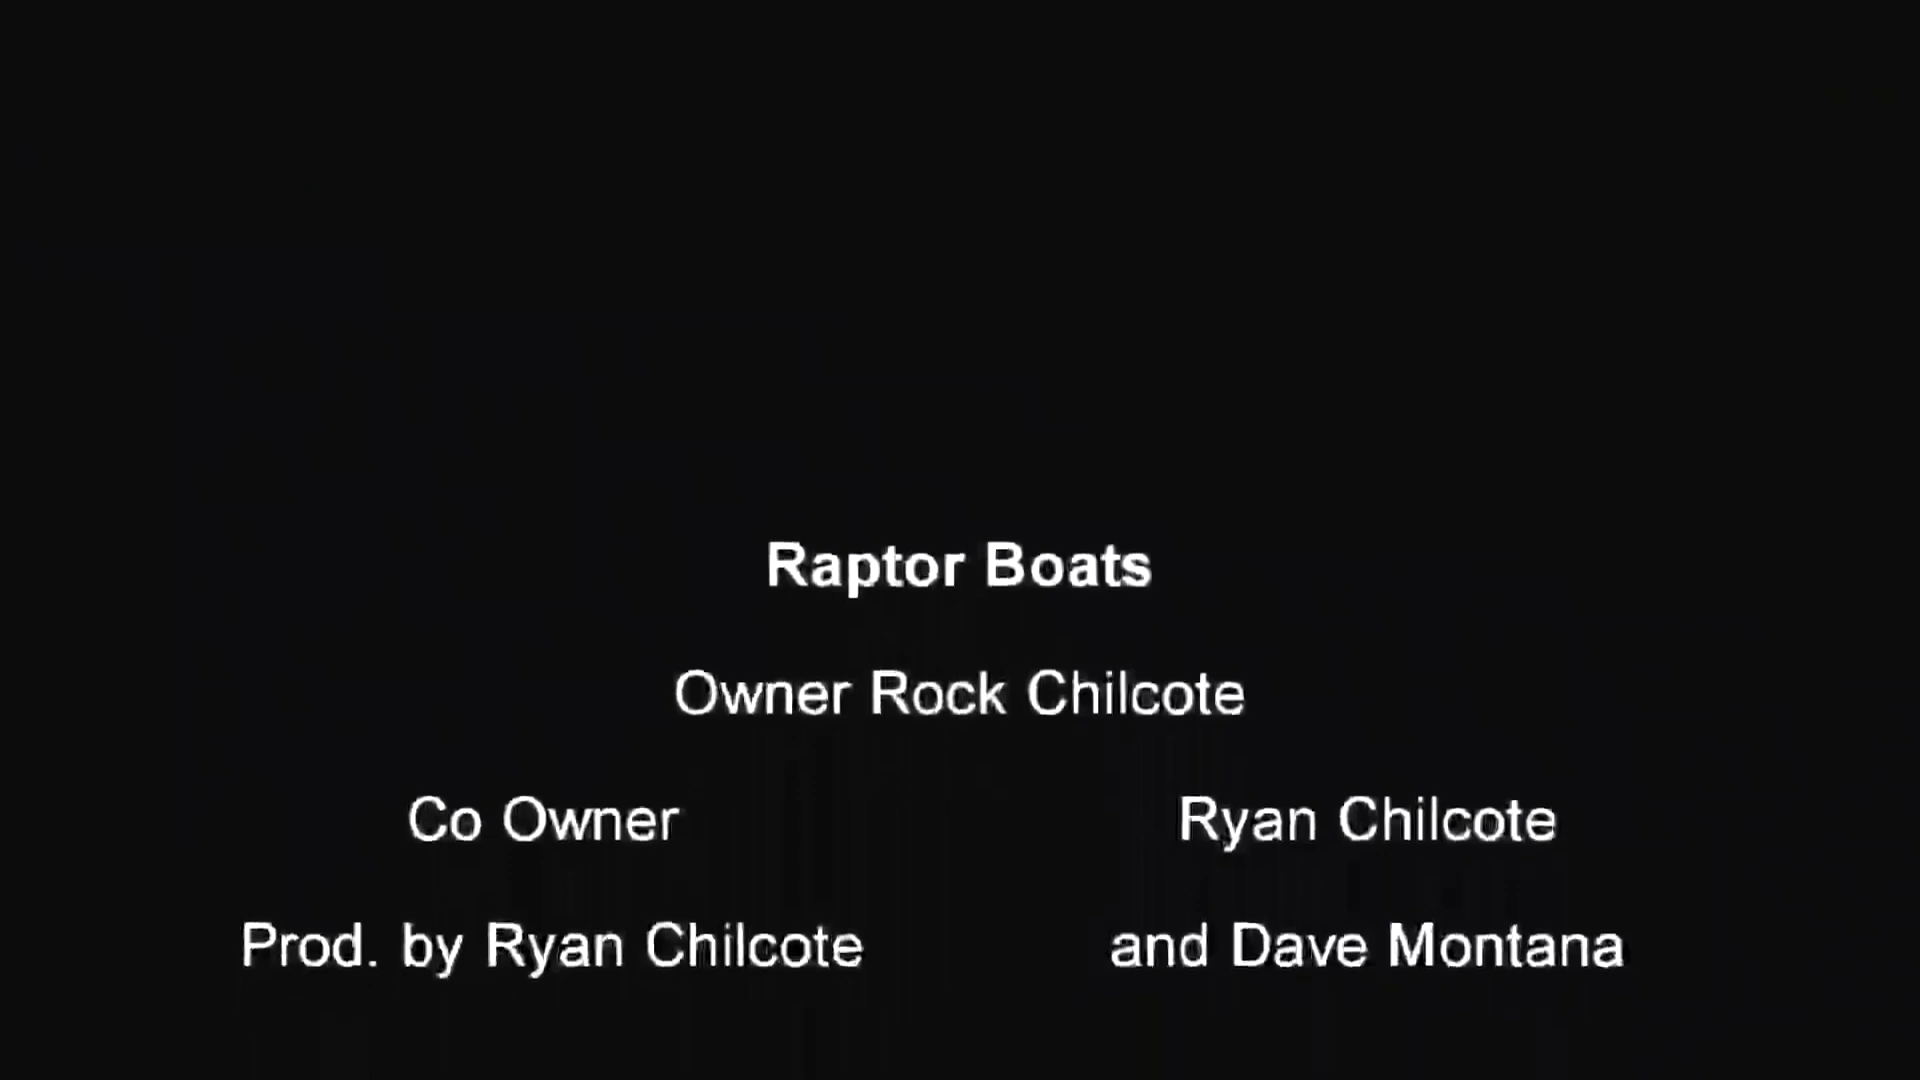 Raptor Boats
Owner Rock Chilcote
Co Owner Ryan Chilcote
Prod. by Ryan Chilcote and Dave Montana